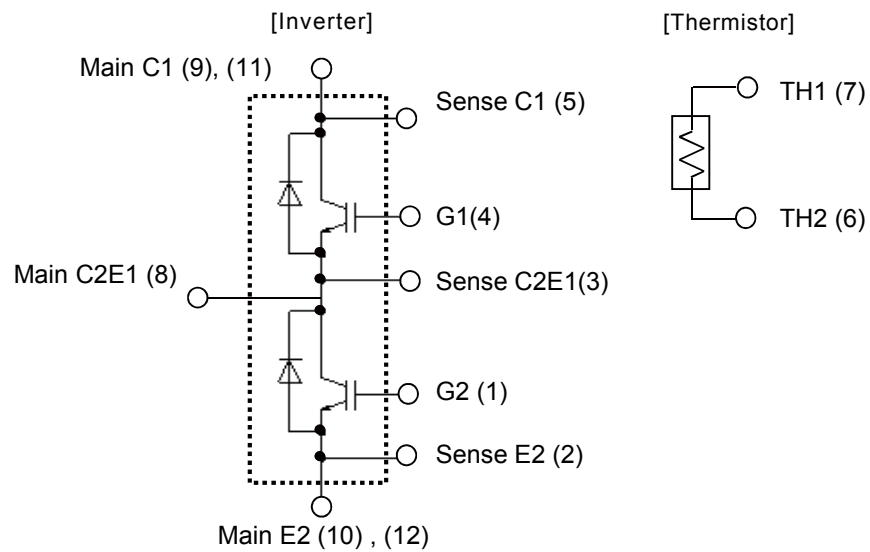 [Inverter]
[Thermistor]
Main C1 (9), (11)
Sense C1 (5)
TH1 (7)
G1(4)
TH2 (6)
Main C2E1 (8)
Sense C2E1(3)
G2 (1)
Sense E2 (2)
Main E2 (10) , (12)